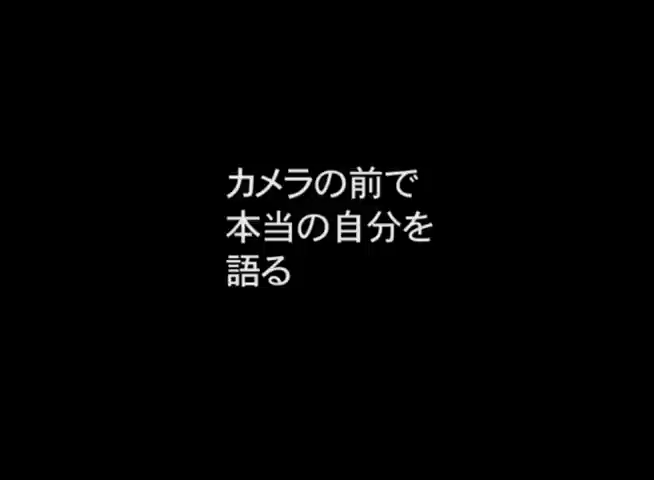 カメラの前で
本当の自分を
語る